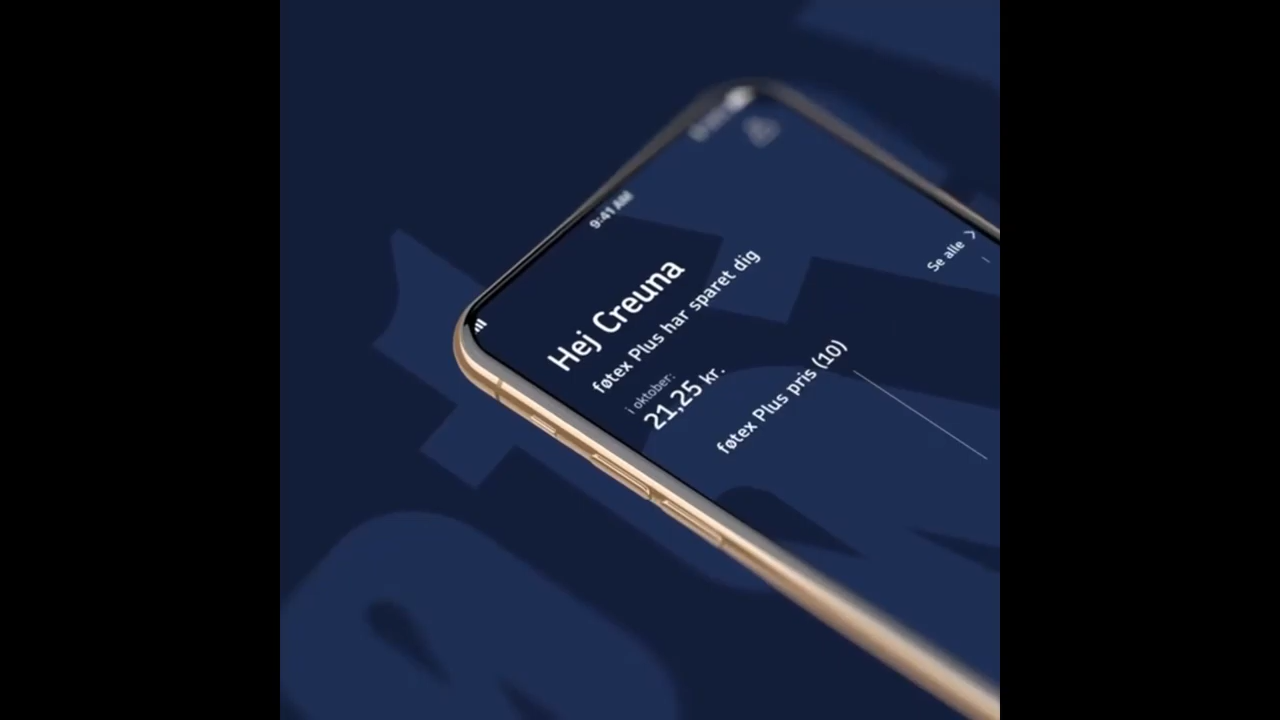 9:41 AM
Hej Creuna
føtex Plus har sparet dig
i oktober:
21,25 kr.
Se alle
føtex Plus pris (10)